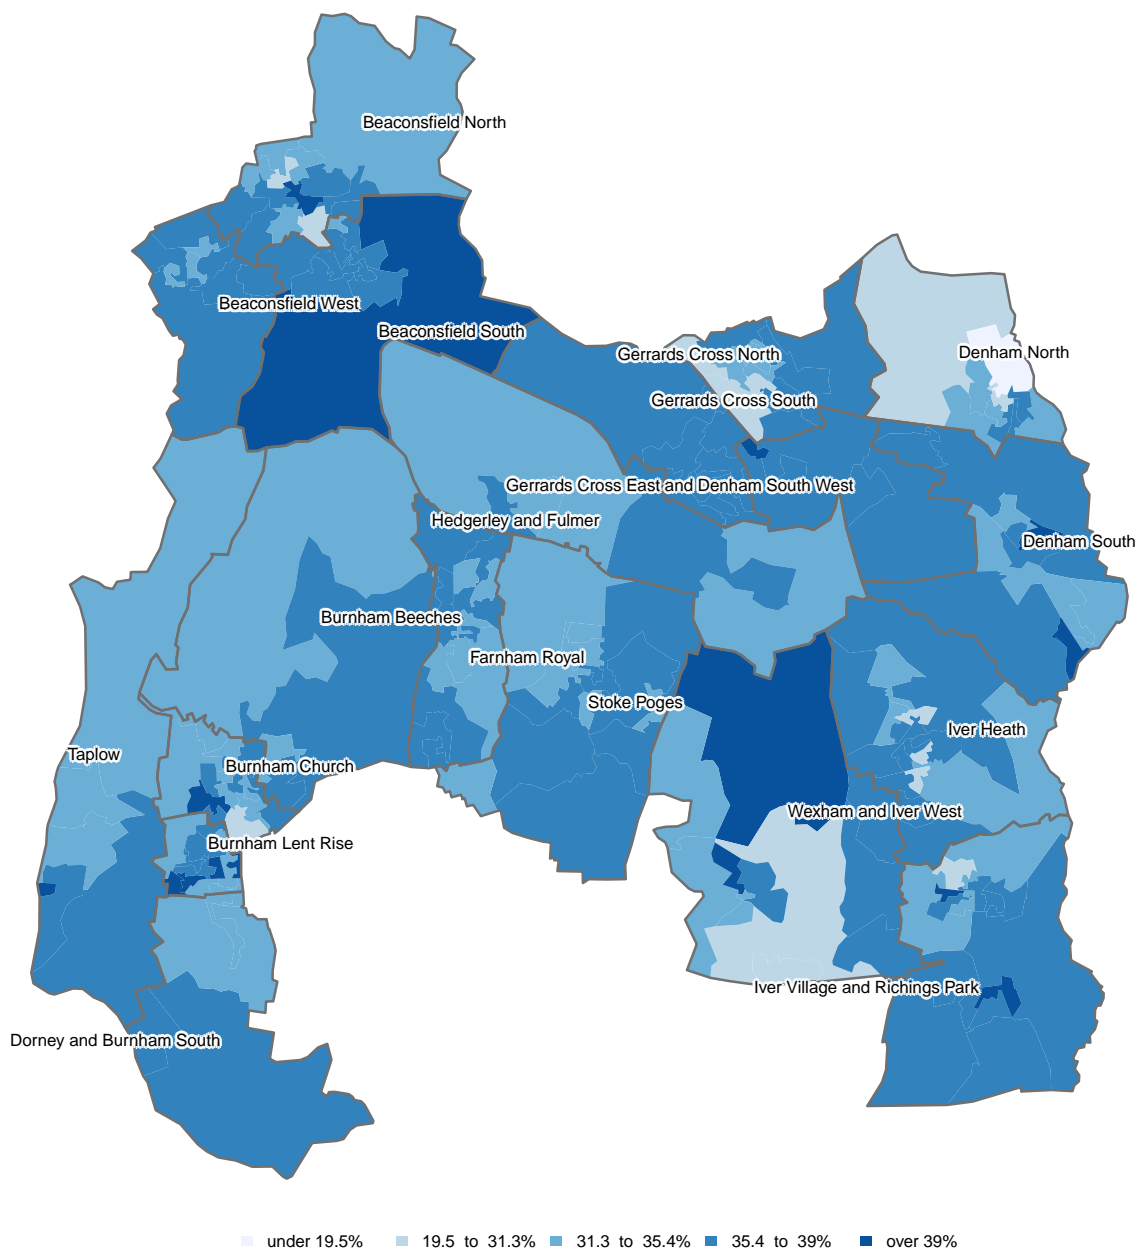 Beaconsfield North
Beaconsfield West
Beaconsfield South
Gerrards Cross North
Denham North
Gerrards Cross South
Gerrards Cross East and Denham South West
Hedgerley and Fulmer
Denham South
Burnham Beeches
Farnham Royal
Stoke Poges
Iver Heath
Taplow
Burnham Church
Wexham and Iver West
Burnham Lent Rise
Iver Village and Richings Park
Dorney and Burnham South
under 19.5% 19.5 to 31.3% 31.3 to 35.4% 35.4 to 39% over 39%